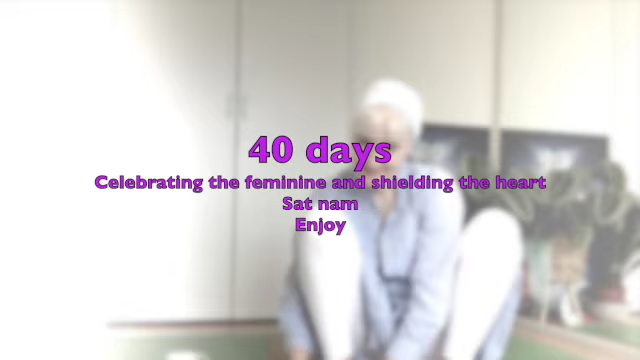 40 days
Celebrating the feminine and shielding the heart
Sat nam
Enjoy